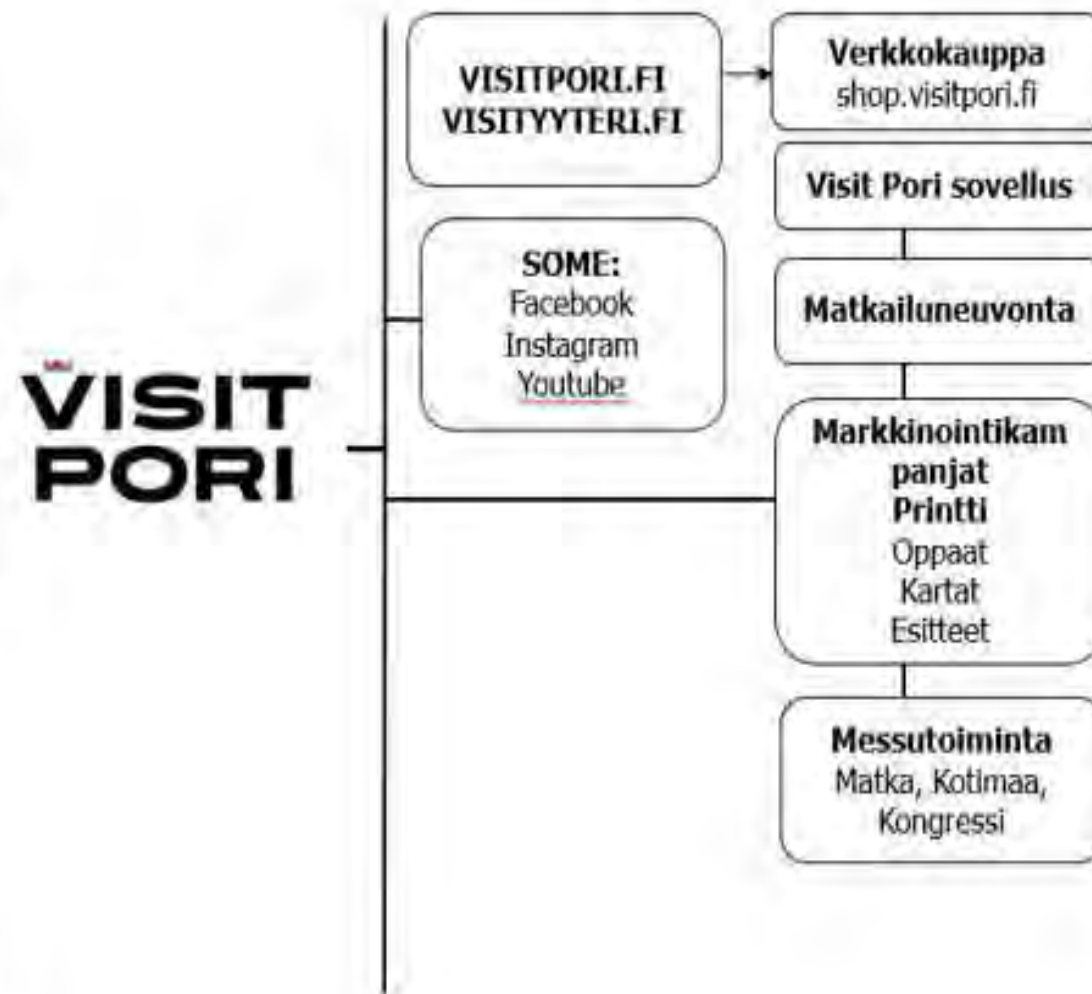 VISIT
PORI
VISITPORI.FI
VISITYYTERI.FI
SOME:
Facebook
Instagram
Youtube
Verkkokauppa
shop.visitpori.fi
Visit Pori sovellus
Matkailuneuvonta
Markkinointikam
panjat
Printti
Oppaat
Kartat
Esitteet
Messutoiminta
Matka, Kotimaa,
Kongressi